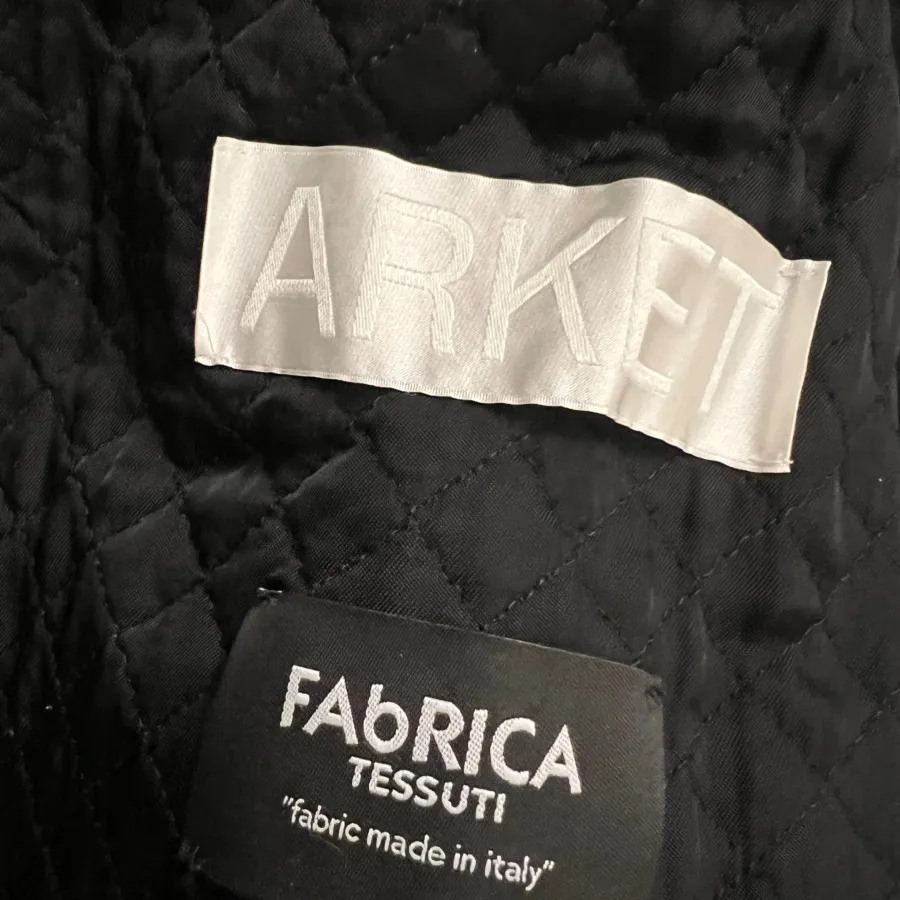 ARKET
FAbRICA
TESSUTI
"fabric made in italy"